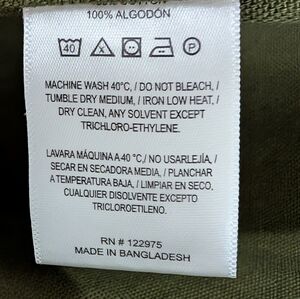 100% ALGODÓN
40
P
MACHINE WASH 40°C, / DO NOT BLEACH, /
TUMBLE DRY MEDIUM, / IRON LOW HEAT, /
DRY CLEAN, ANY SOLVENT EXCEPT
TRICHLORO-ETHYLENE.
LAVARA MÁQUINA A 40 °C / NO USARLEJÍA, /
SECAR EN SECADORA MEDIA, / PLANCHAR
A TEMPERATURA BAJA, / LIMPIAR EN SECO,
CUALQUIER DISOLVENTE EXCEPTO
TRICLOROETILENO.
RN # 122975
MADE IN BANGLADESH